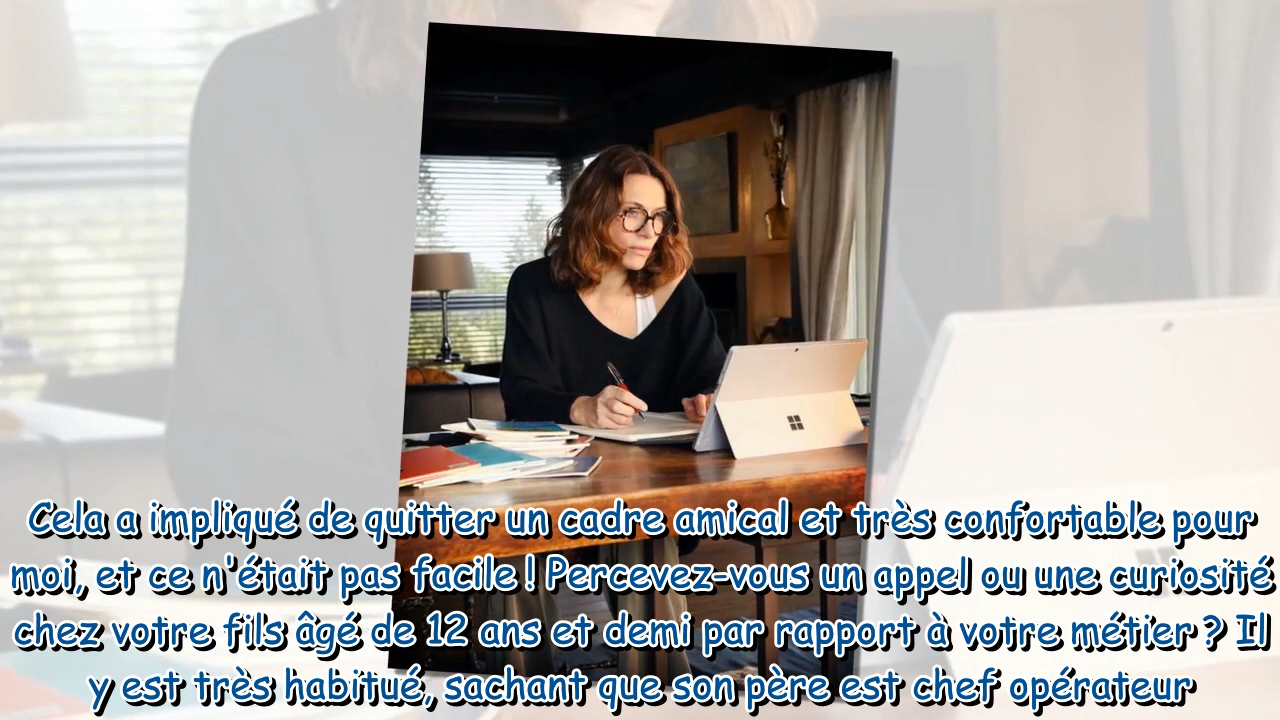 Cela a impliqué de quitter un cadre amical et très confortable pour
moi, et ce n'était pas facile ! Percevez-vous un appel ou une curiosité
chez votre fils âgé de 12 ans et demi par rapport à votre métier ? Il
y est très habitué, sachant que son père est chef opérateur